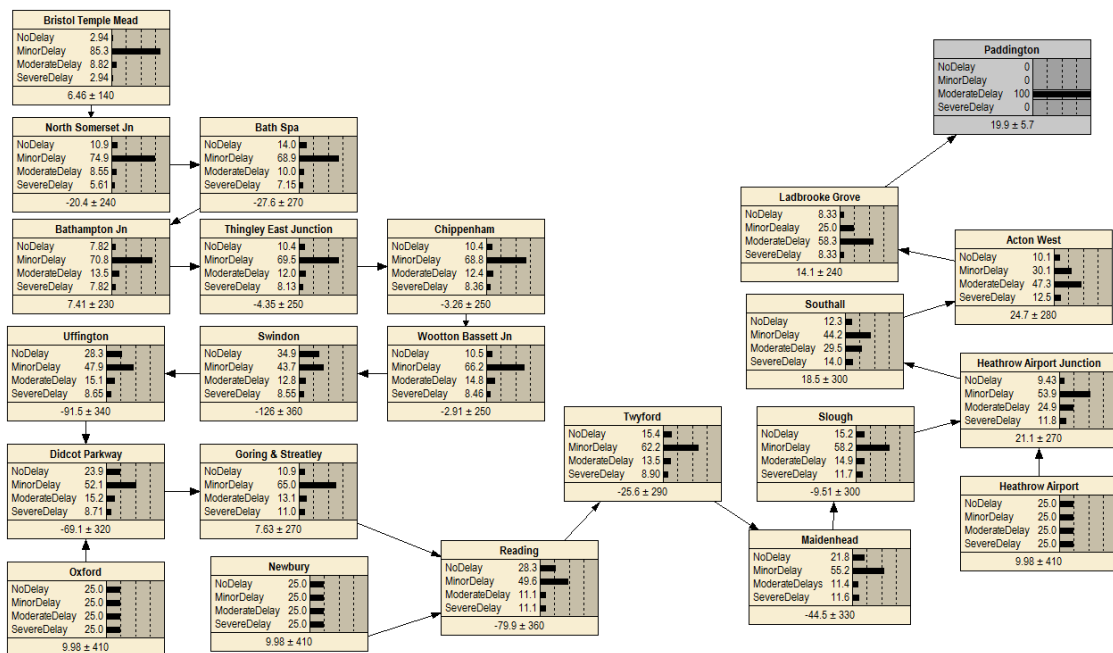 Bristol Temple Mead
NoDelay 2.94
MinorDelay 85.3
ModerateDelay 8.82
SevereDelay 2.94
6.46 ± 140
Paddington
NoDelay 0
MinorDelay 0
ModerateDelay 100
SevereDelay 0
19.9 ± 5.7
North Somerset Jn
NoDelay 10.9
MinorDelay 74.9
ModerateDelay 8.55
SevereDelay 5.61
-20.4 ± 240
Bath Spa
NoDelay 14.0
MinorDelay 68.9
ModerateDelay 10.0
SevereDelay 7.15
-27.6 ± 270
Bathampton Jn
NoDelay 7.82
MinorDelay 70.8
ModerateDelay 13.5
SevereDelay 7.82
7.41 ± 230
Thingley East Junction
NoDelay 10.4
MinorDelay 69.5
ModerateDelay 12.0
SevereDelay 8.13
-4.35 ± 250
Chippenham
NoDelay 10.4
MinorDelay 68.8
ModerateDelay 12.4
SevereDelay 8.36
-3.26 ± 250
Ladbrooke Grove
NoDelay 8.33
MinorDealay 25.0
ModerateDelay 58.3
SevereDelay 8.33
14.1 ± 240
Acton West
NoDelay 10.1
MinorDelay 30.1
ModerateDelay 47.3
SevereDelay 12.5
24.7 ± 280
Uffington
NoDelay 28.3
MinorDelay 47.9
ModerateDelay 15.1
SevereDelay 8.65
-91.5 ± 340
Swindon
NoDelay 34.9
MinorDelay 43.7
ModerateDelay 12.8
SevereDelay 8.55
-126 ± 360
Wootton Bassett Jn
NoDelay 10.5
MinorDelay 66.2
ModerateDelay 14.8
SevereDelay 8.46
-2.91 ± 250
Southall
NoDelay 12.3
MinorDelay 44.2
ModerateDelay 29.5
SevereDelay 14.0
18.5 ± 300
Heathrow Airport Junction
NoDelay 9.43
MinorDelay 53.9
ModerateDelay 24.9
SevereDelay 11.8
21.1 ± 270
Didcot Parkway
NoDelay 23.9
MinorDelay 52.1
ModerateDelay 15.2
SevereDelay 8.71
-69.1 ± 320
Goring & Streatley
NoDelay 10.9
MinorDelay 65.0
ModerateDelay 13.1
SevereDelay 11.0
7.63 ± 270
Twyford
NoDelay 15.4
MinorDelay 62.2
ModerateDelay 13.5
SevereDelay 8.90
-25.6 ± 290
Slough
NoDelay 15.2
MinorDelay 58.2
ModerateDelay 14.9
SevereDelay 11.7
-9.51 ± 300
Heathrow Airport
NoDelay 25.0
MinorDelay 25.0
ModerateDelay 25.0
SevereDelay 25.0
9.98 ± 410
Oxford
NoDelay 25.0
MinorDelay 25.0
ModerateDelay 25.0
SevereDelay 25.0
9.98 ± 410
Newbury
NoDelay 25.0
MinorDelay 25.0
ModerateDelay 25.0
SevereDelay 25.0
9.98 ± 410
Reading
NoDelay 28.3
MinorDelay 49.6
ModerateDelay 11.1
SevereDelay 11.1
-79.9 ± 360
Maidenhead
NoDelay 21.8
MinorDelay 55.2
ModerateDelays 11.4
SevereDelay 11.6
-44.5 ± 330